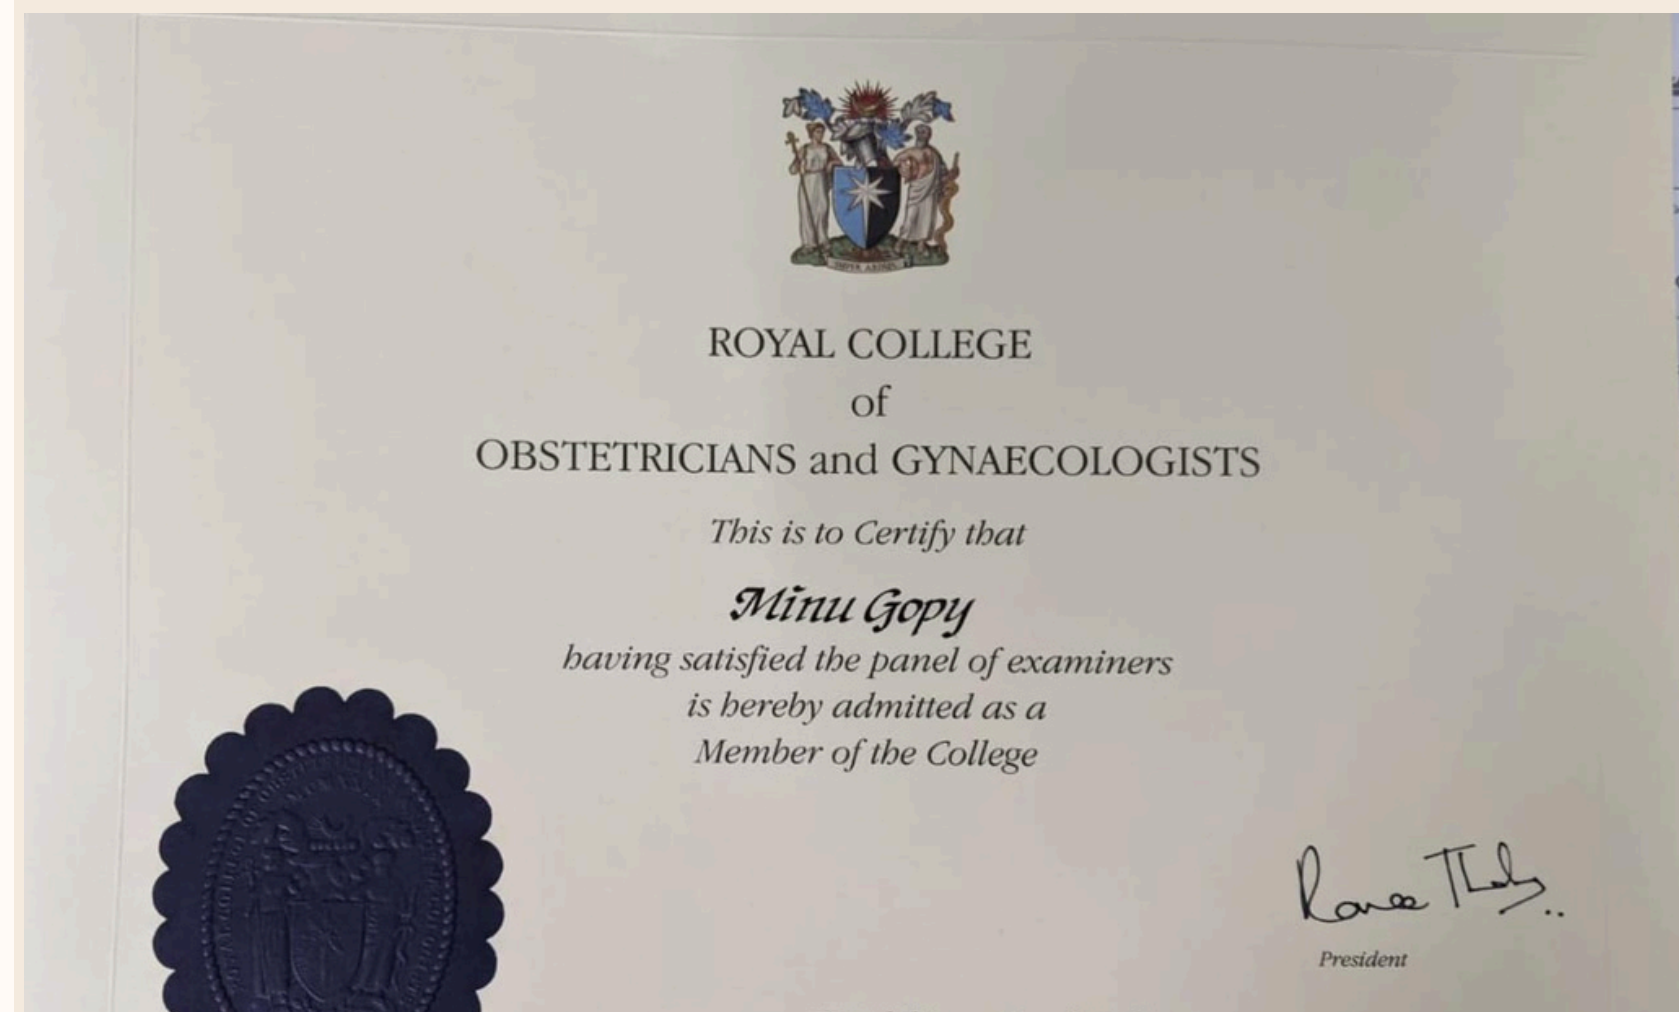 ROYAL COLLEGE
of
OBSTETRICIANS and GYNAECOLOGISTS
This is to Certify that
Minu Gopy
having satisfied the panel of examiners
is hereby admitted as a
Member of the College
President